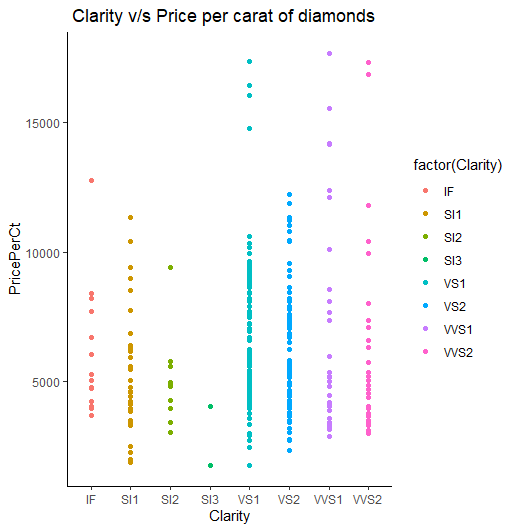 Clarity v/s Price per carat of diamonds
PricePerCt
15000
10000
5000
IF SI1 SI2 SI3 VS1 VS2 VVS1 VVS2
Clarity
factor(Clarity)
IF
SI1
SI2
SI3
VS1
VS2
VVS1
VVS2